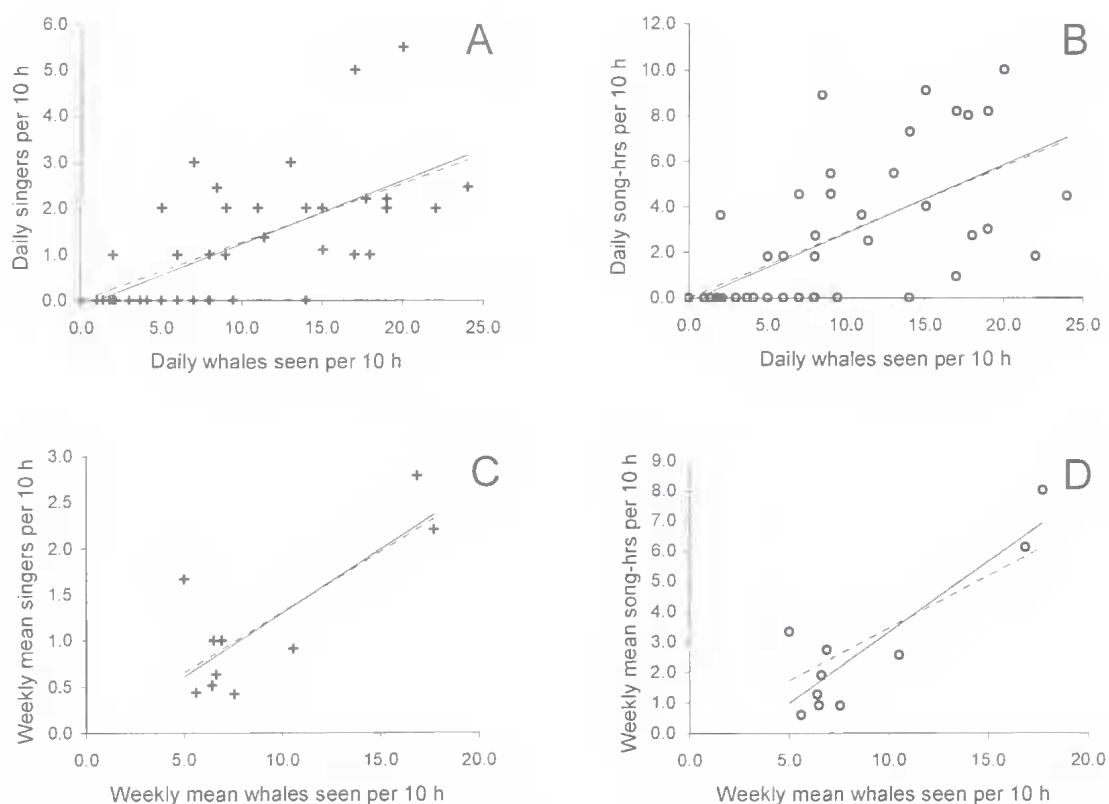 A
6.0
5.0
4.0
3.0
2.0
1.0
0.0
Daily singers per 10 h
0.0 5.0 10.0 15.0 20.0 25.0
Daily whales seen per 10 h
B
12.0
10.0
8.0
6.0
4.0
2.0
0.0
Daily song-hrs per 10 h
0.0 5.0 10.0 15.0 20.0 25.0
Daily whales seen per 10 h
C
3.0
2.5
2.0
1.5
1.0
0.5
0.0
Weekly mean singers per 10 h
0.0 5.0 10.0 15.0 20.0
Weekly mean whales seen per 10 h
D
9.0
8.0
7.0
6.0
5.0
4.0
3.0
2.0
1.0
0.0
Weekly mean song-hrs per 10 h
0.0 5.0 10.0 15.0 20.0
Weekly mean whales seen per 10 h